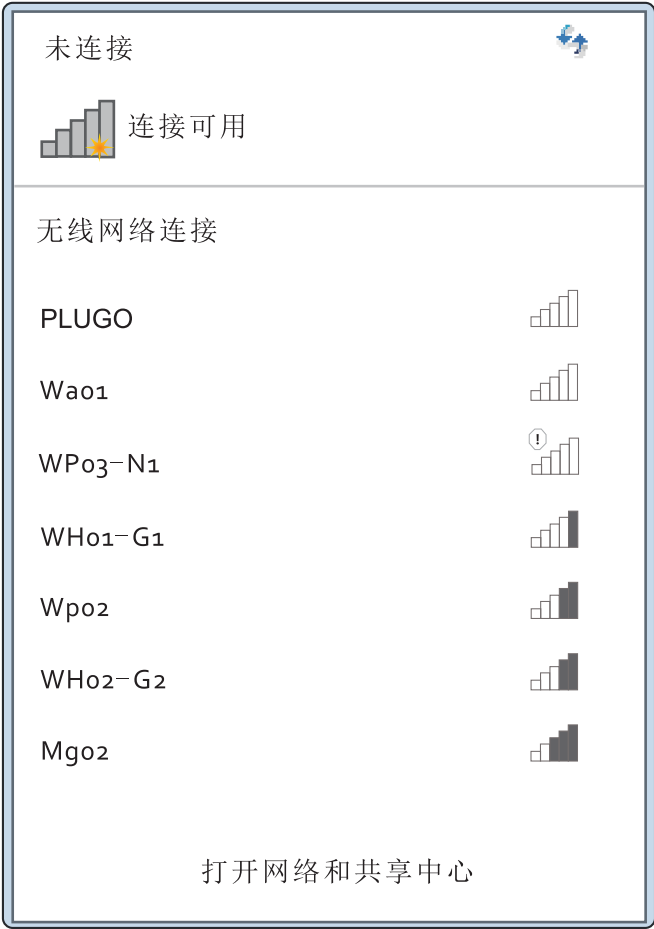 未连接
连接可用
无线网络连接
PLUGO
Wa01
!
WP03-N1
WH01-G1
Wp02
WH02-G2
Mg02
打开网络和共享中心